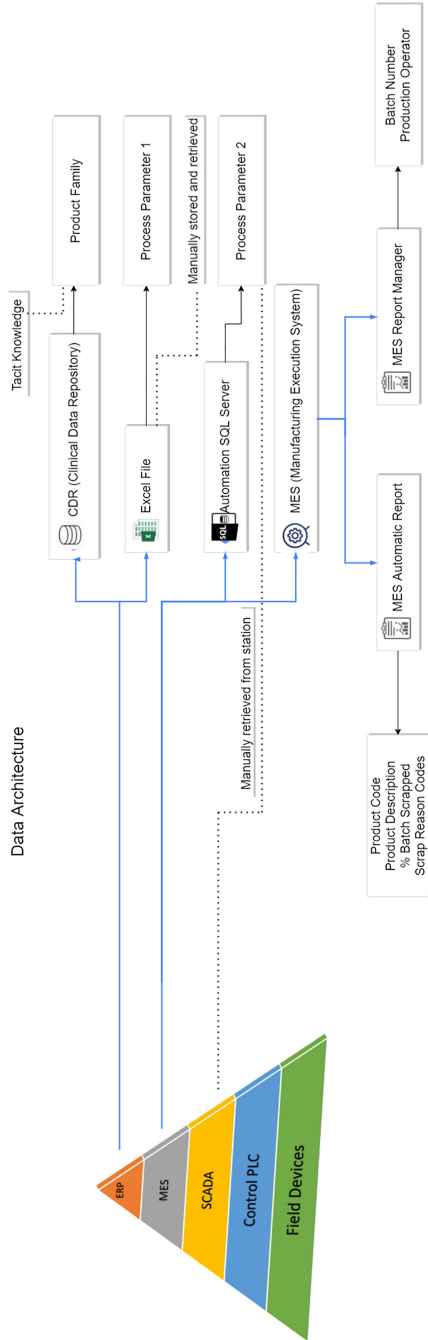 Data Architecture
ERP
MES
SCADA
Control PLC
Field Devices
Tacit Knowledge
CDR (Clinical Data Repository)
Product Family
Excel File
Process Parameter 1
Manually stored and retrieved
SQL
Automation SQL Server
Process Parameter 2
Manually retrieved from station
MES (Manufacturing Execution System)
MES Automatic Report
MES Report Manager
Product Code
Product Description
% Batch Scrapped
Scrap Reason Codes
Batch Number
Production Operator